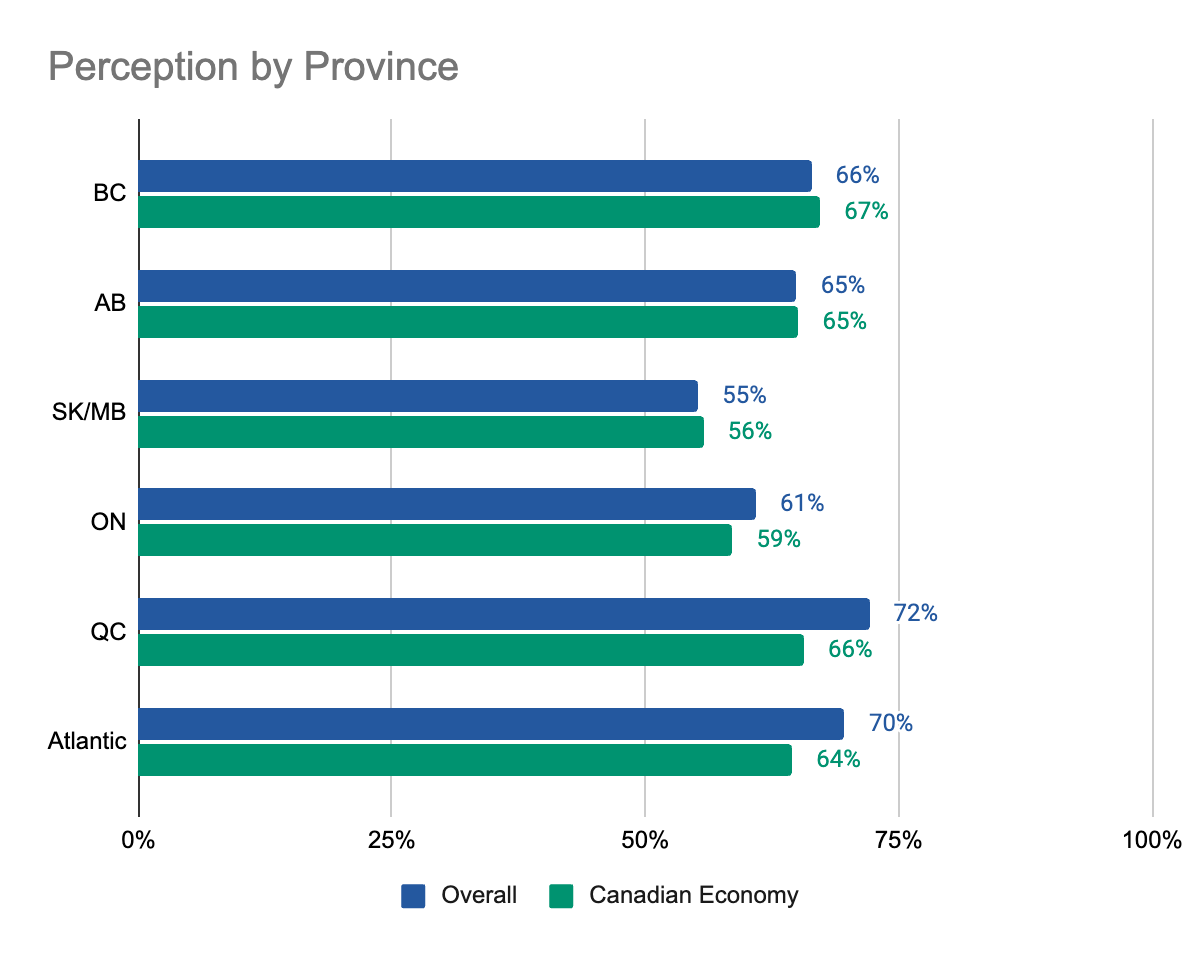 Perception by Province
BC
66%
67%
AB
65%
65%
SK/MB
55%
56%
ON
61%
59%
QC
72%
66%
Atlantic
70%
64%
0% 25% 50% 75% 100%
Overall Canadian Economy